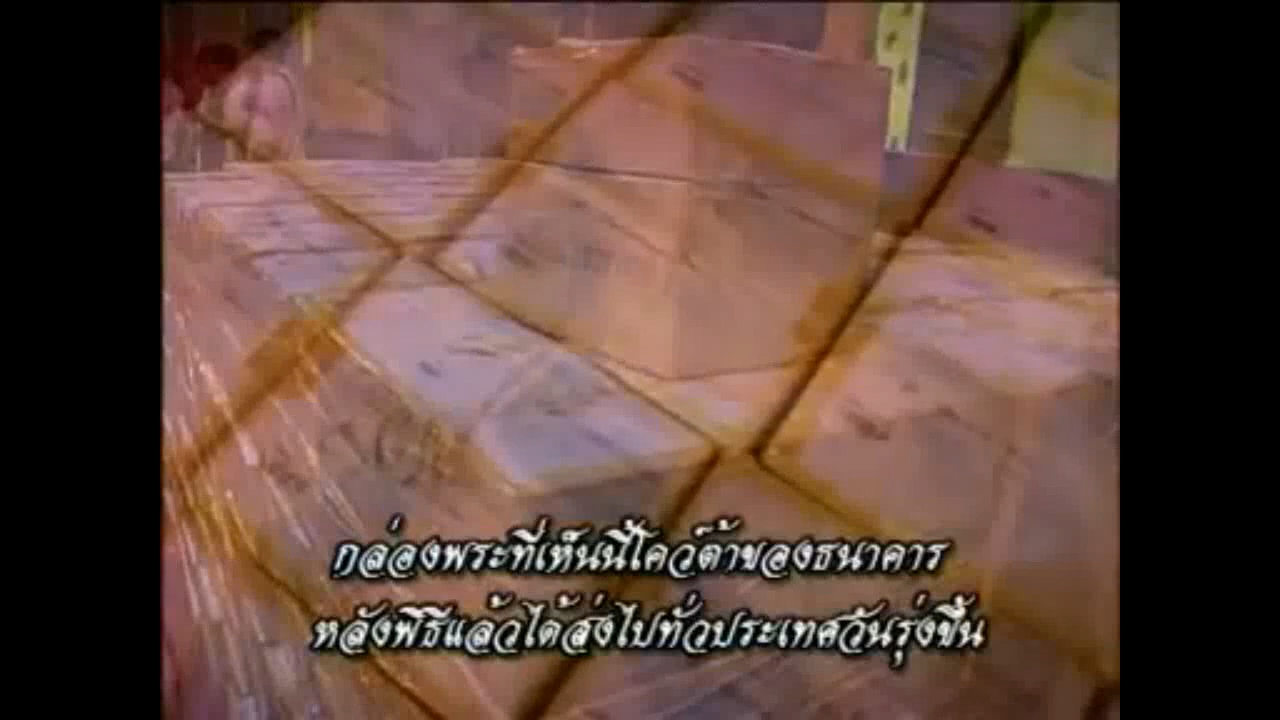 กล่องพระที่เห็นนี้โควต้าของธนาคาร
หลังพิธีแล้วได้ส่งไปทั่วประเทศวันรุ่งขึ้น